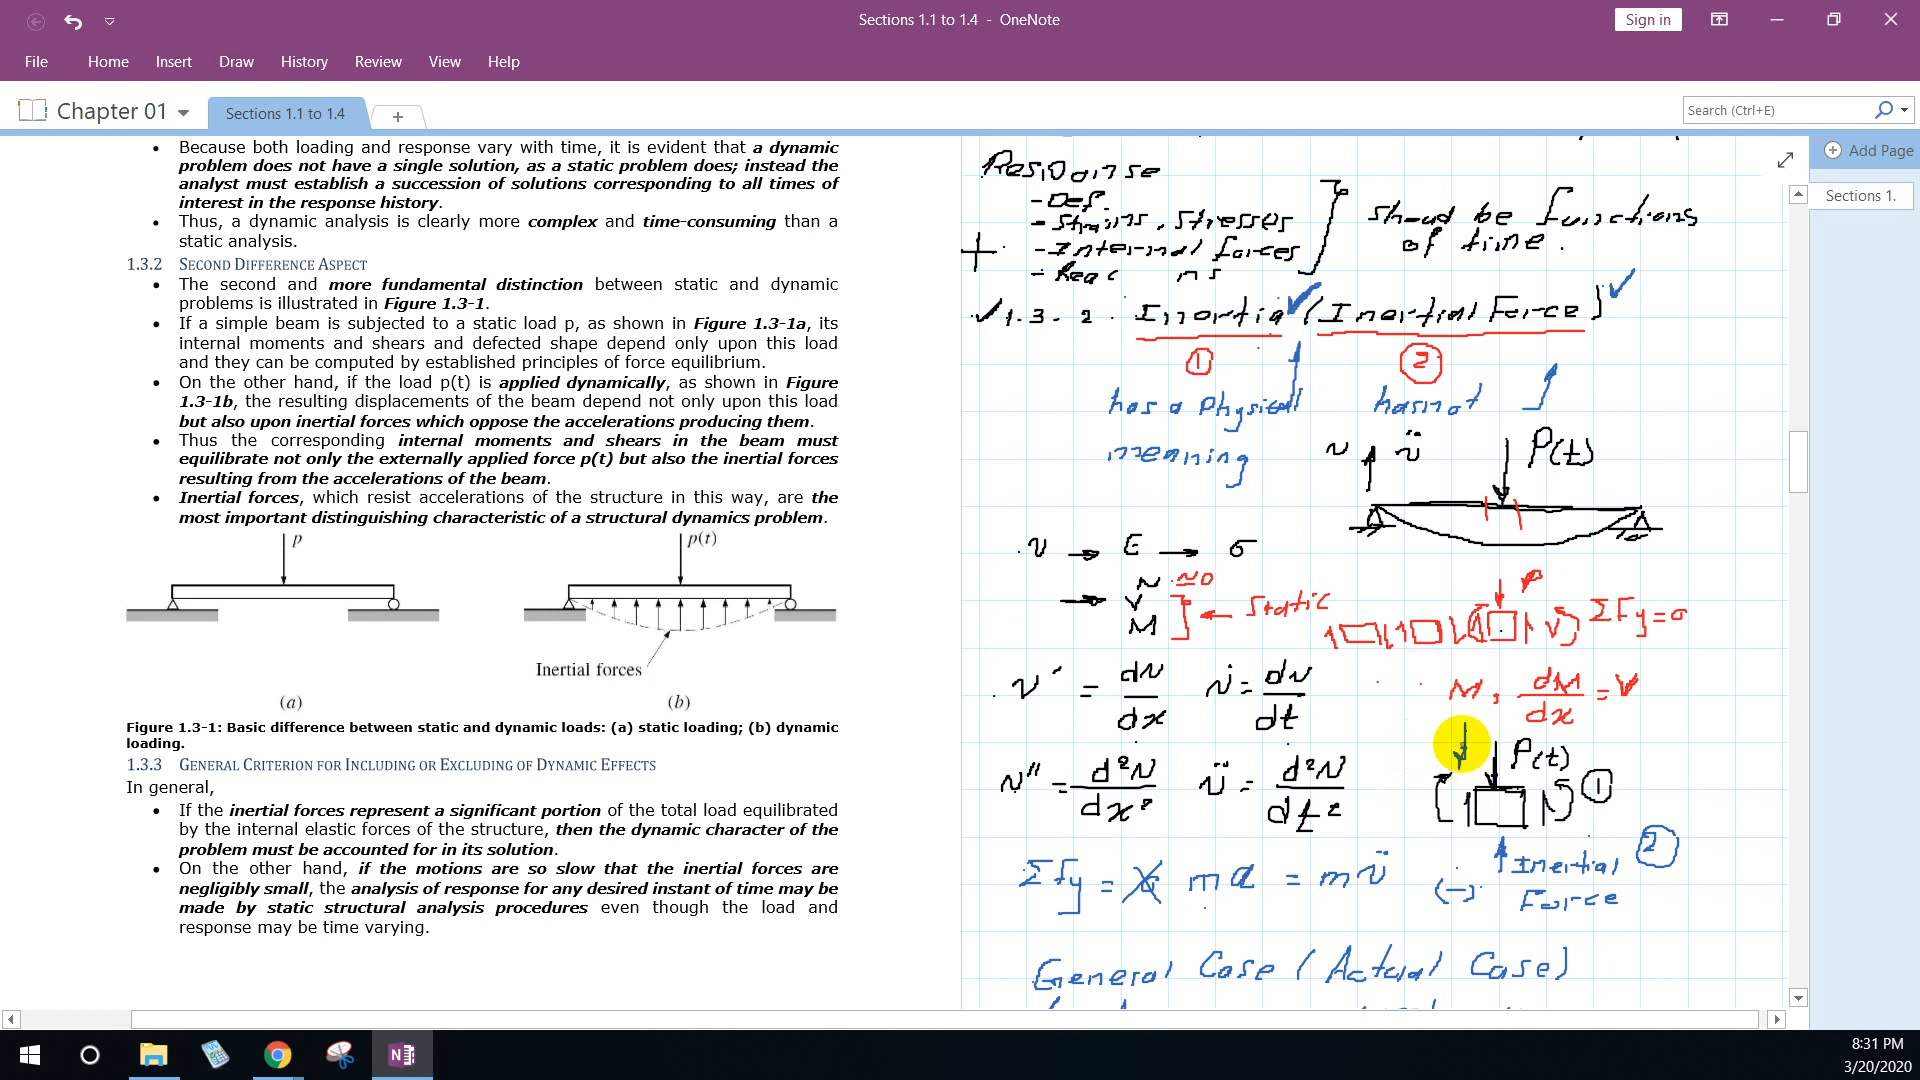 Sections 1.1 to 1.4 - OneNote
Sign in
File Home Insert Draw History Review View Help
Chapter 01
Sections 1.1 to 1.4
+
Search (Ctrl+E)
Add Page
Sections 1.
• Because both loading and response vary with time, it is evident that a dynamic
problem does not have a single solution, as a static problem does; instead the
analyst must establish a succession of solutions corresponding to all times of
interest in the response history.
• Thus, a dynamic analysis is clearly more complex and time-consuming than a
static analysis.
1.3.2 SECOND DIFFERENCE ASPECT
• The second and more fundamental distinction between static and dynamic
problems is illustrated in Figure 1.3-1.
• If a simple beam is subjected to a static load p, as shown in Figure 1.3-1a, its
internal moments and shears and defected shape depend only upon this load
and they can be computed by established principles of force equilibrium.
• On the other hand, if the load p(t) is applied dynamically, as shown in Figure
1.3-1b, the resulting displacements of the beam depend not only upon this load
but also upon inertial forces which oppose the accelerations producing them.
• Thus the corresponding internal moments and shears in the beam must
equilibrate not only the externally applied force p(t) but also the inertial forces
resulting from the accelerations of the beam.
• Inertial forces, which resist accelerations of the structure in this way, are the
most important distinguishing characteristic of a structural dynamics problem.
p
p(t)
Inertial forces
(a)
(b)
Figure 1.3-1: Basic difference between static and dynamic loads: (a) static loading; (b) dynamic
loading.
1.3.3 GENERAL CRITERION FOR INCLUDING OR EXCLUDING OF DYNAMIC EFFECTS
In general,
• If the inertial forces represent a significant portion of the total load equilibrated
by the internal elastic forces of the structure, then the dynamic character of the
problem must be accounted for in its solution.
• On the other hand, if the motions are so slow that the inertial forces are
negligibly small, the analysis of response for any desired instant of time may be
made by static structural analysis procedures even though the load and
response may be time varying.
Response
- Def.
- Strains, stresses
- Internal forces
should be functions
of time.
✓1.3.2. Inertia ✓ (Inertial Force) ✓
① ②
has a physical
meaning
has not
v v̈ P(t)
v → ε → σ
N NO
→ V
M
← static
P
ΣFy = 0
v' = dv/dx v̇ = dv/dt
M, dM/dx = V
v'' = d²v/dx² v̈ = d²v/dt²
P(t)
①
ΣFy = 0 ma = mv̈
(-)
Inertial
Force
②
General Case (Actual Case)
8:31 PM
3/20/2020